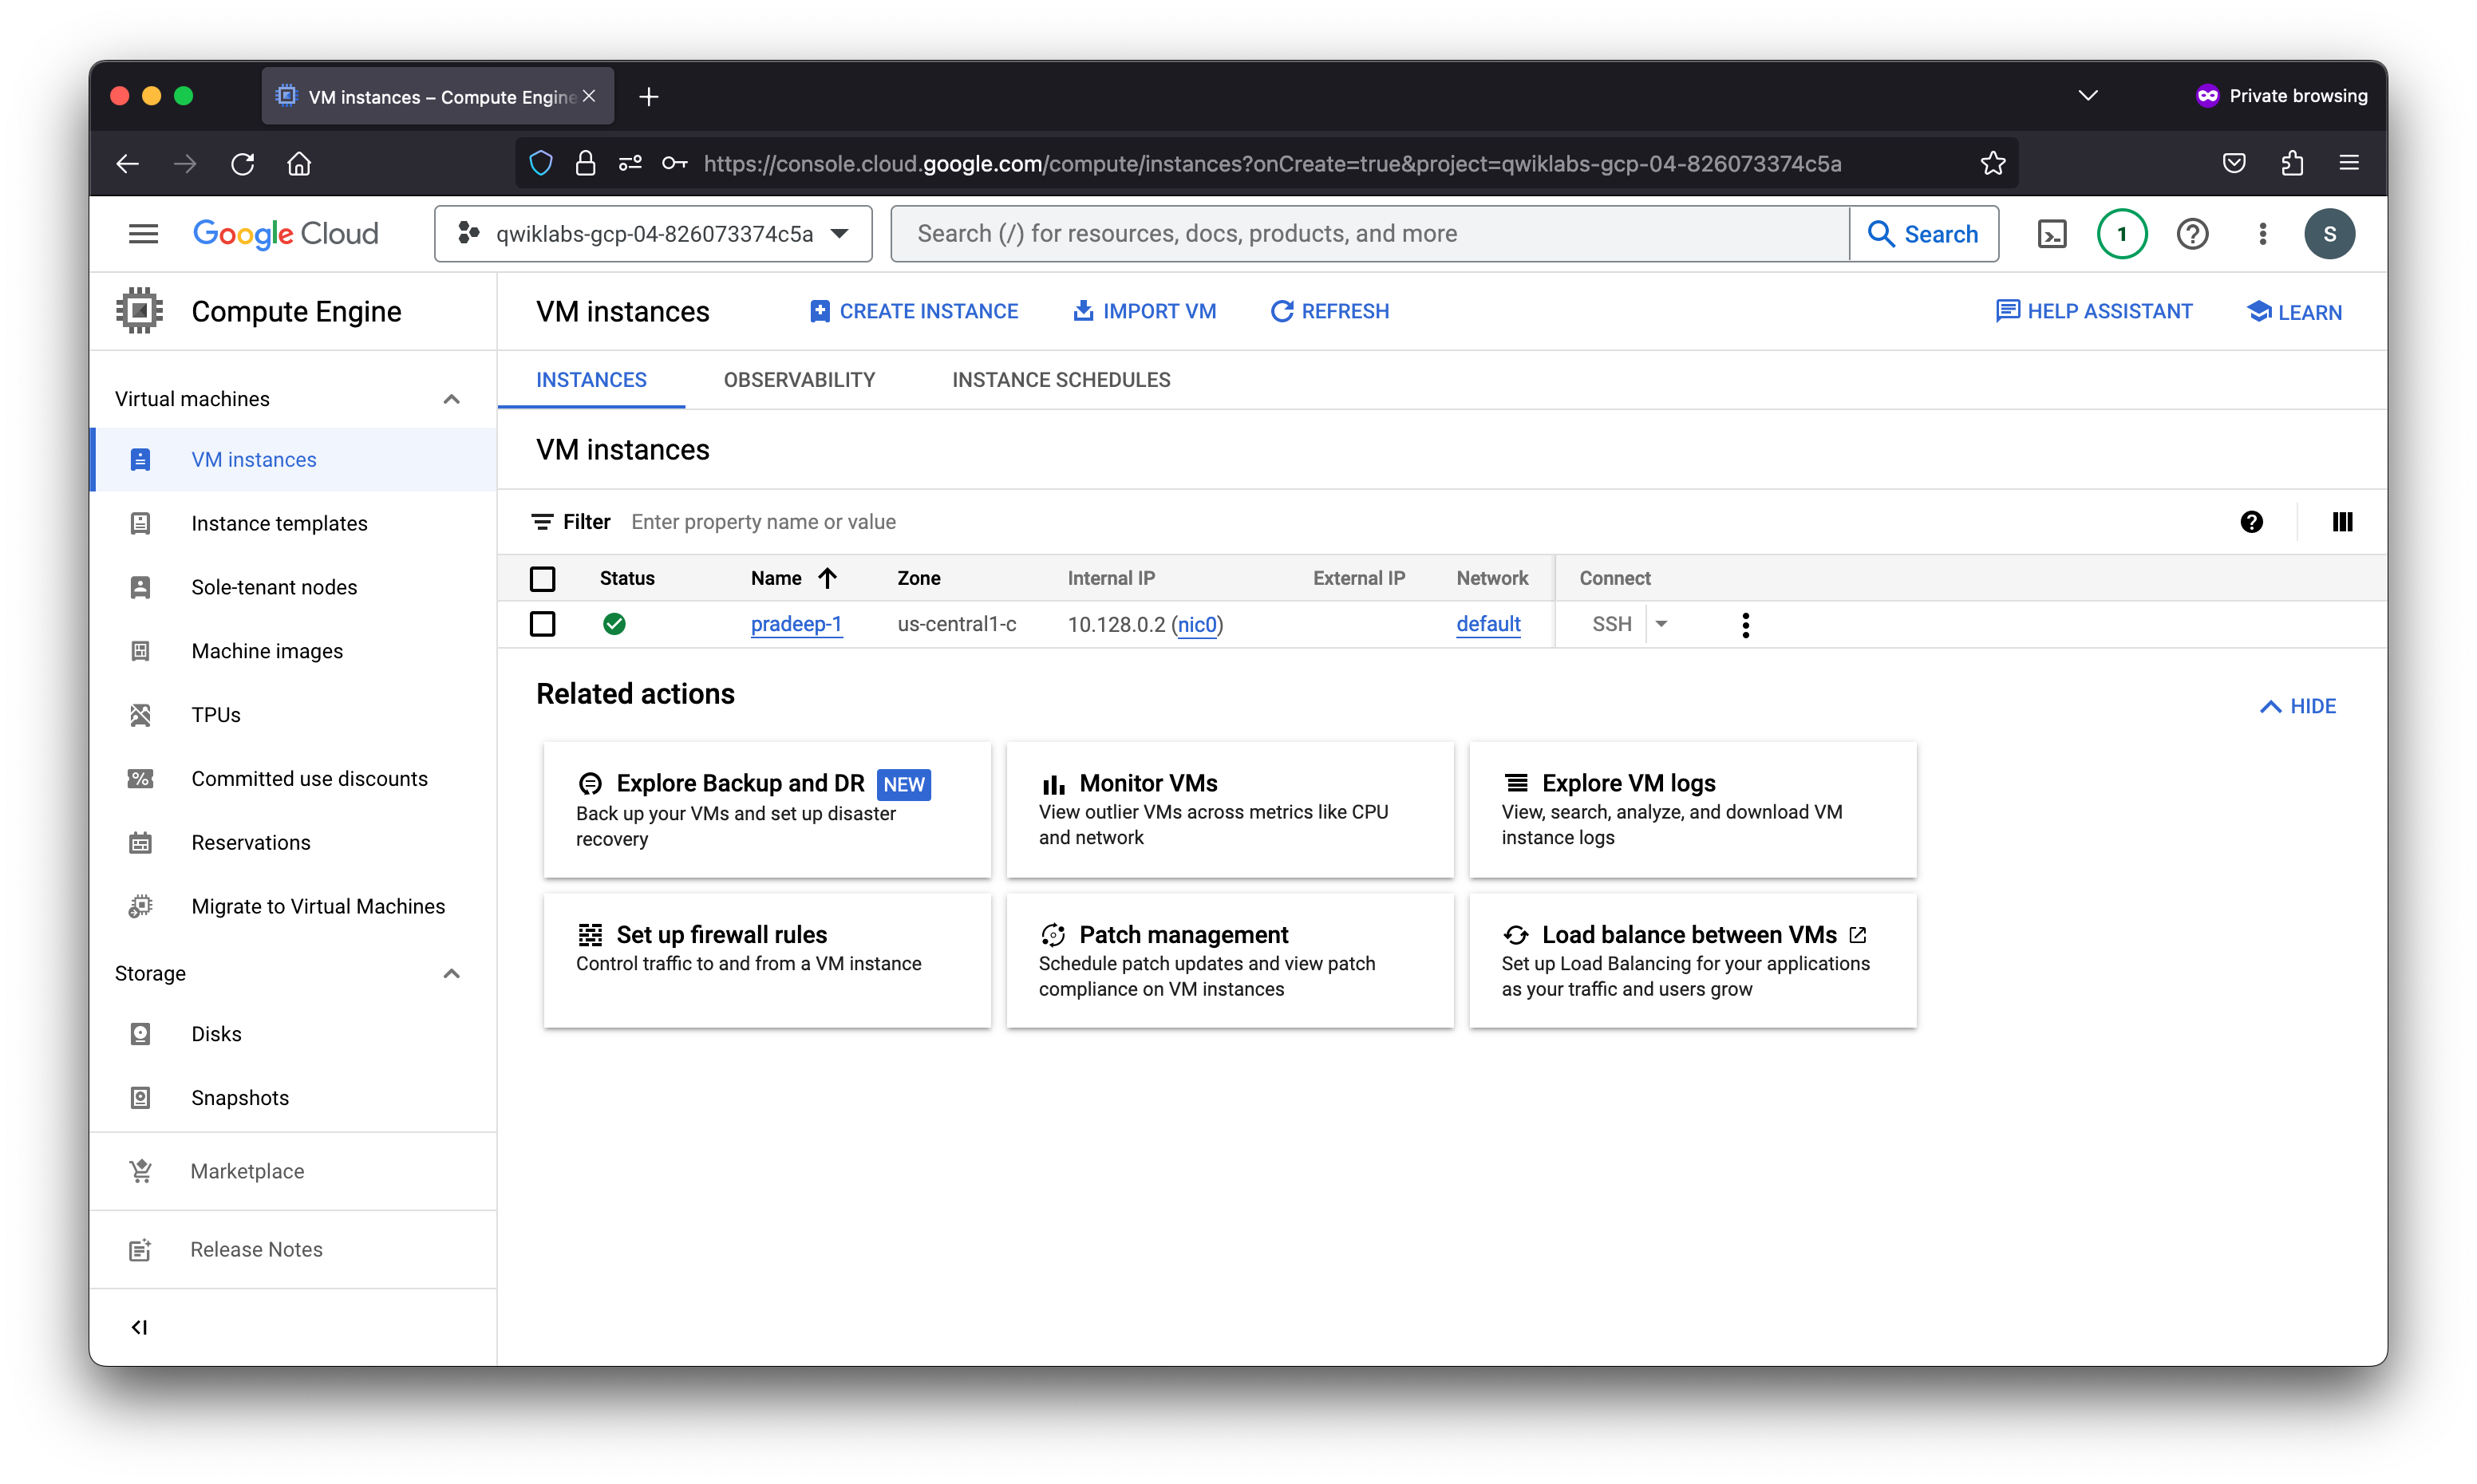 VM instances – Compute Engine
Private browsing
https://console.cloud.google.com/compute/instances?onCreate=true&project=qwiklabs-gcp-04-826073374c5a
Google Cloud
qwiklabs-gcp-04-826073374c5a
Search (/) for resources, docs, products, and more
Search
1
S
Compute Engine
VM instances
CREATE INSTANCE
IMPORT VM
REFRESH
HELP ASSISTANT
LEARN
Virtual machines
VM instances
Instance templates
Sole-tenant nodes
Machine images
TPUs
Committed use discounts
Reservations
Migrate to Virtual Machines
Storage
Disks
Snapshots
Marketplace
Release Notes
INSTANCES
OBSERVABILITY
INSTANCE SCHEDULES
VM instances
Filter Enter property name or value
Status Name Zone Internal IP External IP Network Connect
pradeep-1 us-central1-c 10.128.0.2 (nic0) default SSH
Related actions
HIDE
Explore Backup and DR NEW
Back up your VMs and set up disaster
recovery
Monitor VMs
View outlier VMs across metrics like CPU
and network
Explore VM logs
View, search, analyze, and download VM
instance logs
Set up firewall rules
Control traffic to and from a VM instance
Patch management
Schedule patch updates and view patch
compliance on VM instances
Load balance between VMs
Set up Load Balancing for your applications
as your traffic and users grow